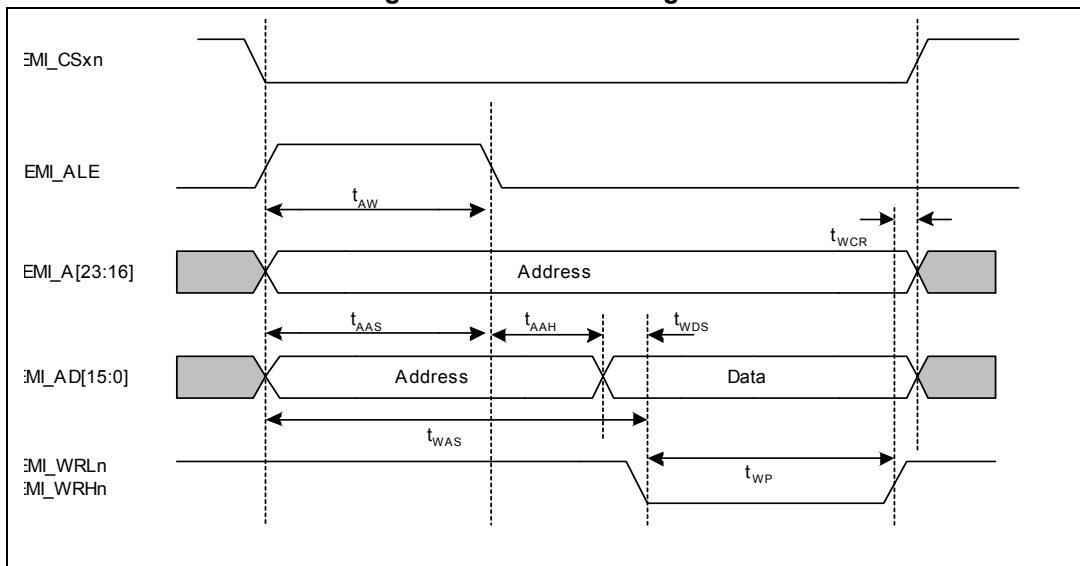 EMI_CSxn
EMI_ALE
tAW
tWCR
EMI_A[23:16]
Address
tAAS
tAAH
tWDS
EMI_AD[15:0]
Address
Data
tWAS
EMI_WRLn
EMI_WRHn
tWP